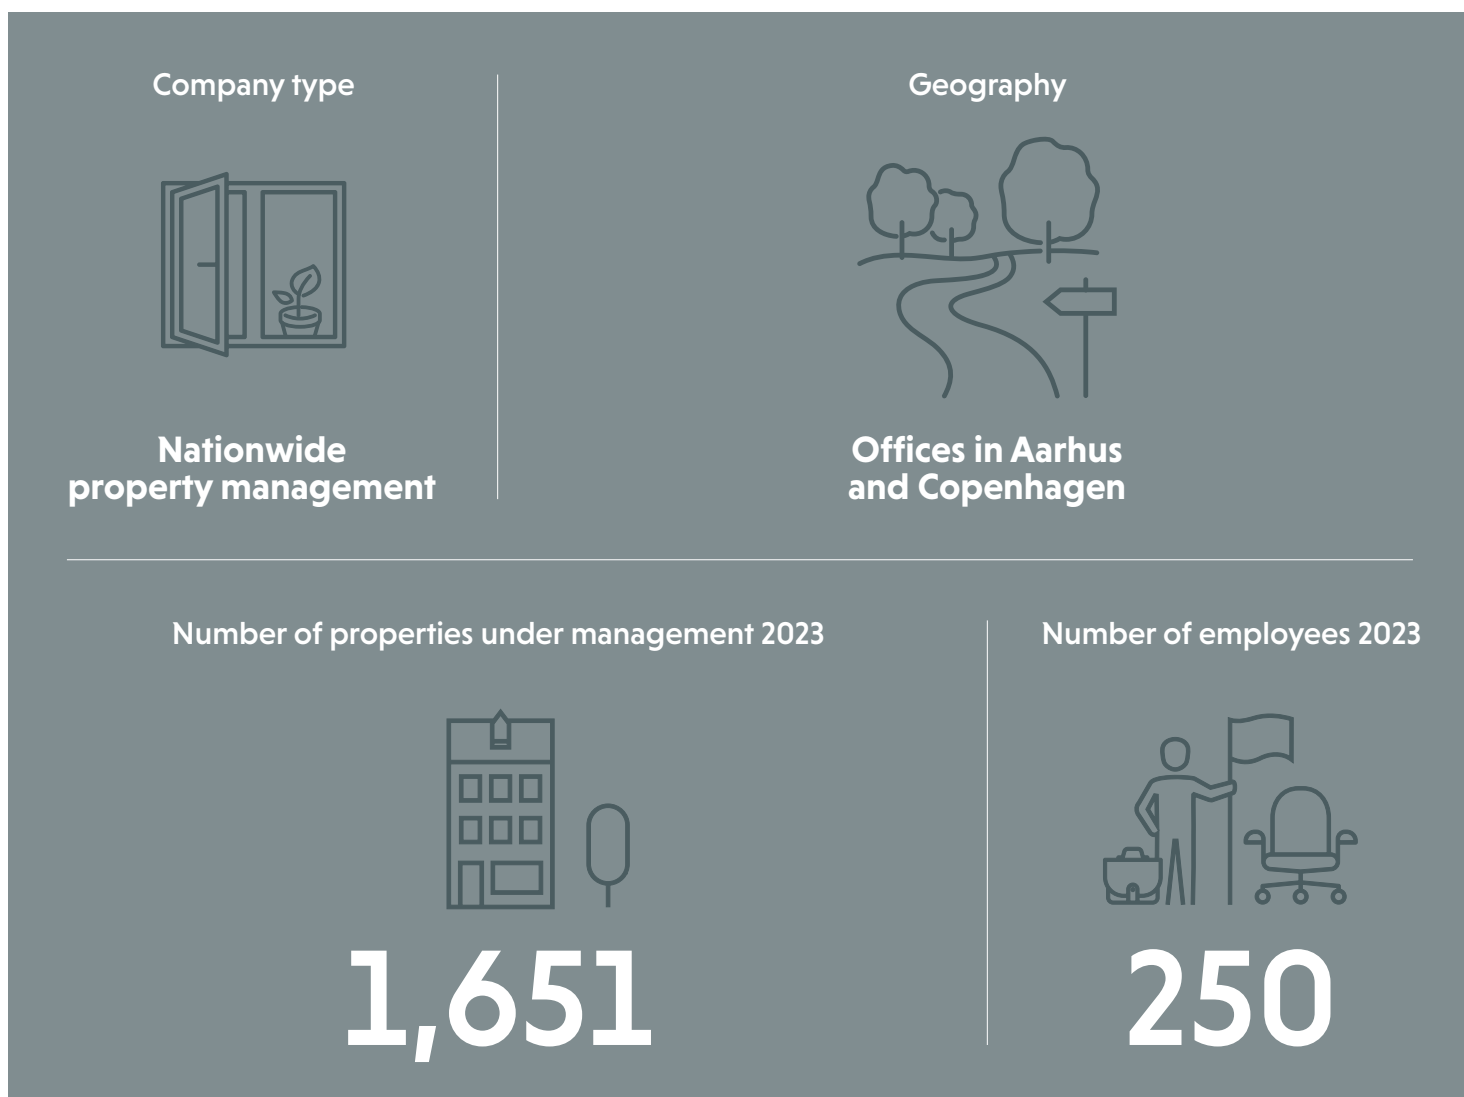 Company type
Geography
Nationwide
property management
Offices in Aarhus
and Copenhagen
Number of properties under management 2023
Number of employees 2023
1,651
250